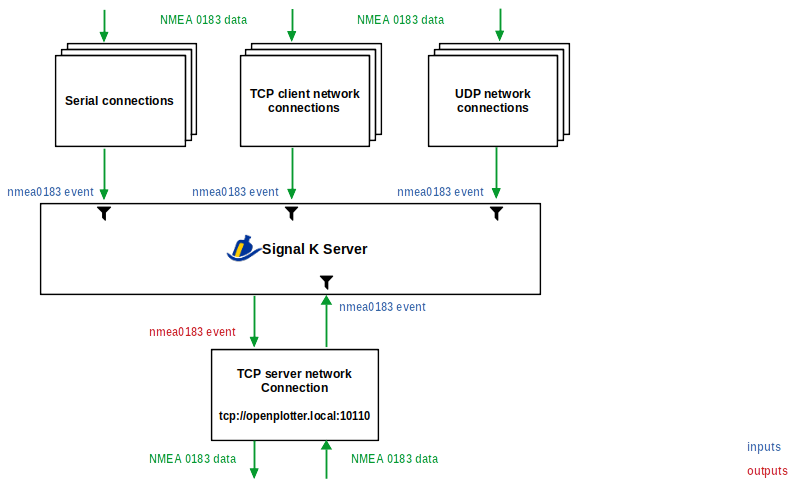 NMEA 0183 data
NMEA 0183 data
Serial connections
TCP client network
connections
UDP network
connections
nmea0183 event
nmea0183 event
nmea0183 event
Signal K Server
nmea0183 event
nmea0183 event
TCP server network
Connection
tcp://openplotter.local:10110
NMEA 0183 data
NMEA 0183 data
inputs
outputs